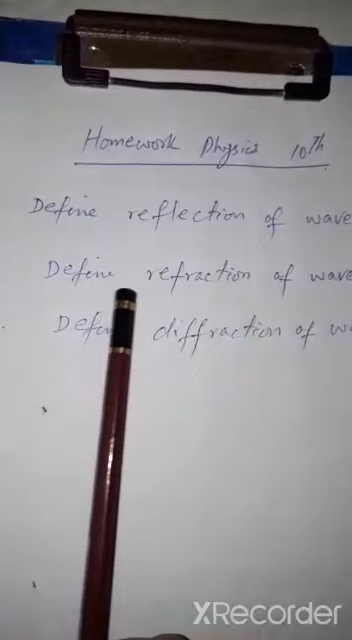 Homework Physics 10th
Define reflection of wave
Define refraction of wave
diffraction of
XRecorder